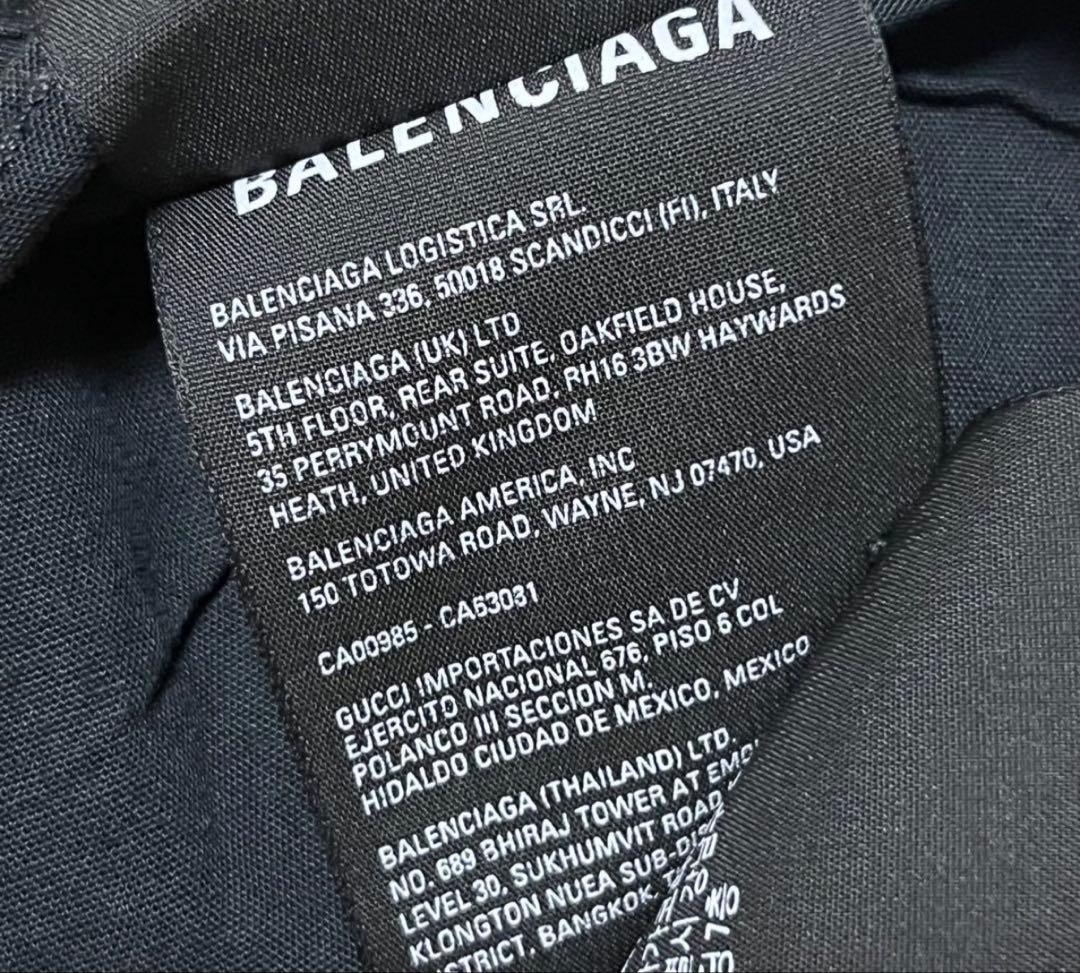 BALENCIAGA
BALENCIAGA LOGISTICA SRL.
VIA PISANA 336, 50018 SCANDICCI (FI), ITALY
BALENCIAGA (UK) LTD
5TH FLOOR, REAR SUITE, OAKFIELD HOUSE,
35 PERRYMOUNT ROAD, RH16 3BW HAYWARDS
HEATH, UNITED KINGDOM
BALENCIAGA AMERICA, INC
150 TOTOWA ROAD, WAYNE, NJ 07470, USA
CA00985 - CA53081
GUCCI IMPORTACIONES SA DE CV
EJERCITO NACIONAL 676, PISO 6 COL
POLANCO III SECCION M.
HIDALDO CIUDAD DE MEXICO, MEXICO
BALENCIAGA (THAILAND) LTD.
NO. 689 BHIRAJ TOWER AT
LEVEL 30, SUKHUMVIT ROAD
KLONGTON NUEA
BANGKOK,